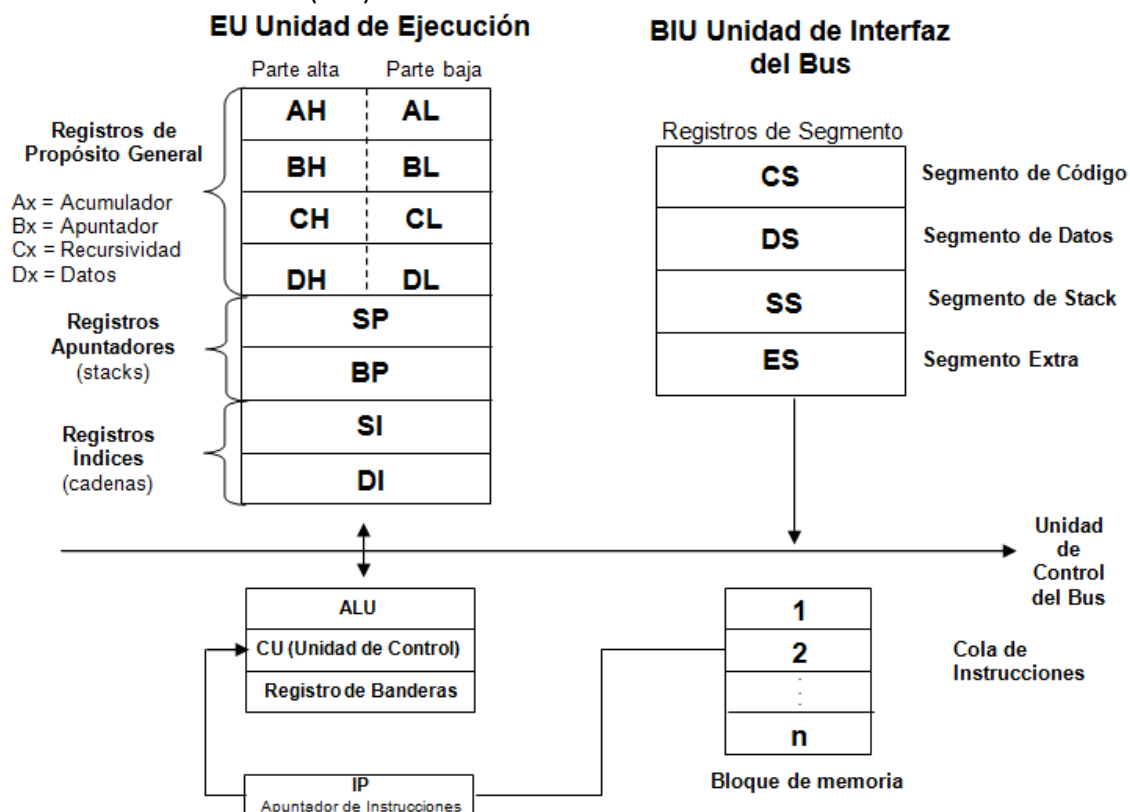 EU Unidad de Ejecución
Parte alta
Parte baja
Registros de
Propósito General
Ax = Acumulador
Bx = Apuntador
Cx = Recursividad
Dx = Datos
AH
AL
BH
BL
CH
CL
DH
DL
Registros
Apuntadores
(stacks)
SP
BP
Registros
Índices
(cadenas)
SI
DI
BIU Unidad de Interfaz
del Bus
Registros de Segmento
CS
Segmento de Código
DS
Segmento de Datos
SS
Segmento de Stack
ES
Segmento Extra
Unidad
de
Control
del Bus
ALU
CU (Unidad de Control)
Registro de Banderas
IP
Apuntador de Instrucciones
1
2
n
Cola de
Instrucciones
Bloque de memoria